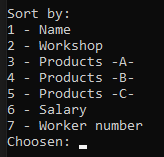 Sort by:
1 - Name
2 - Workshop
3 - Products -A-
4 - Products -B-
5 - Products -C-
6 - Salary
7 - Worker number
Choosen: